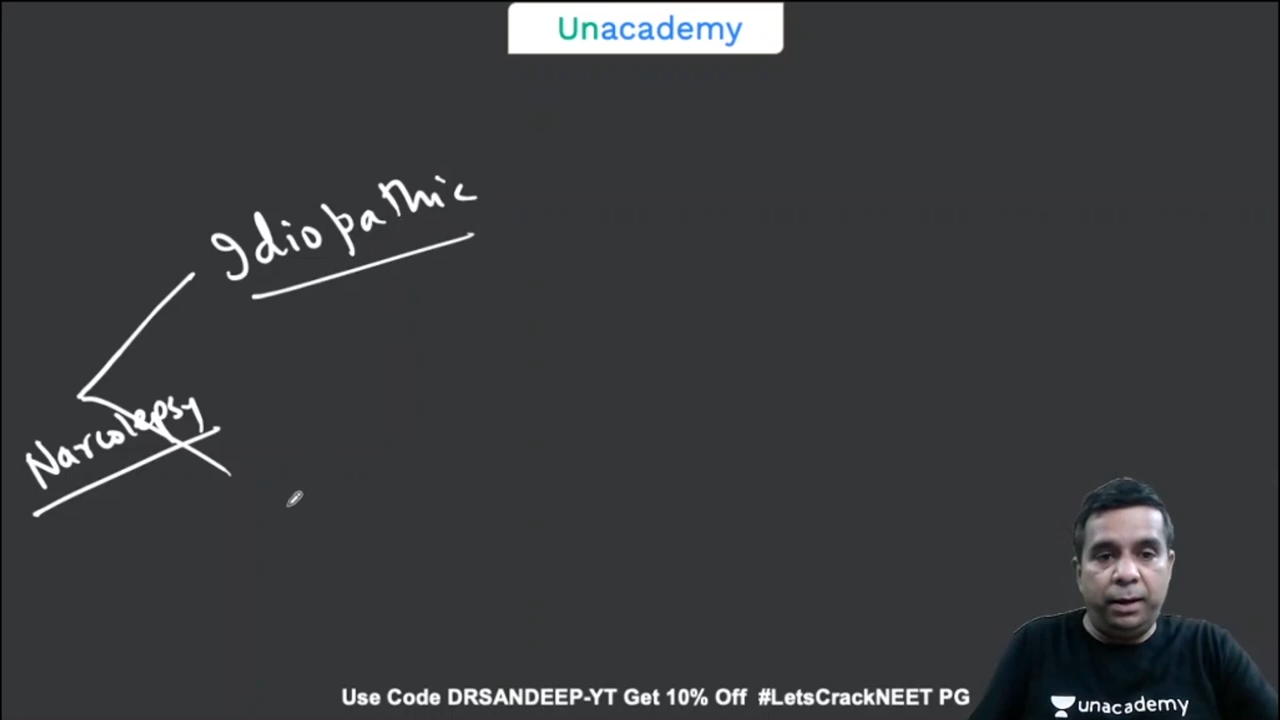 Unacademy
Idiopathic
Narcolepsy
unacademy
Use Code DRSANDEEP-YT Get 10% Off #LetsCrackNEET PG